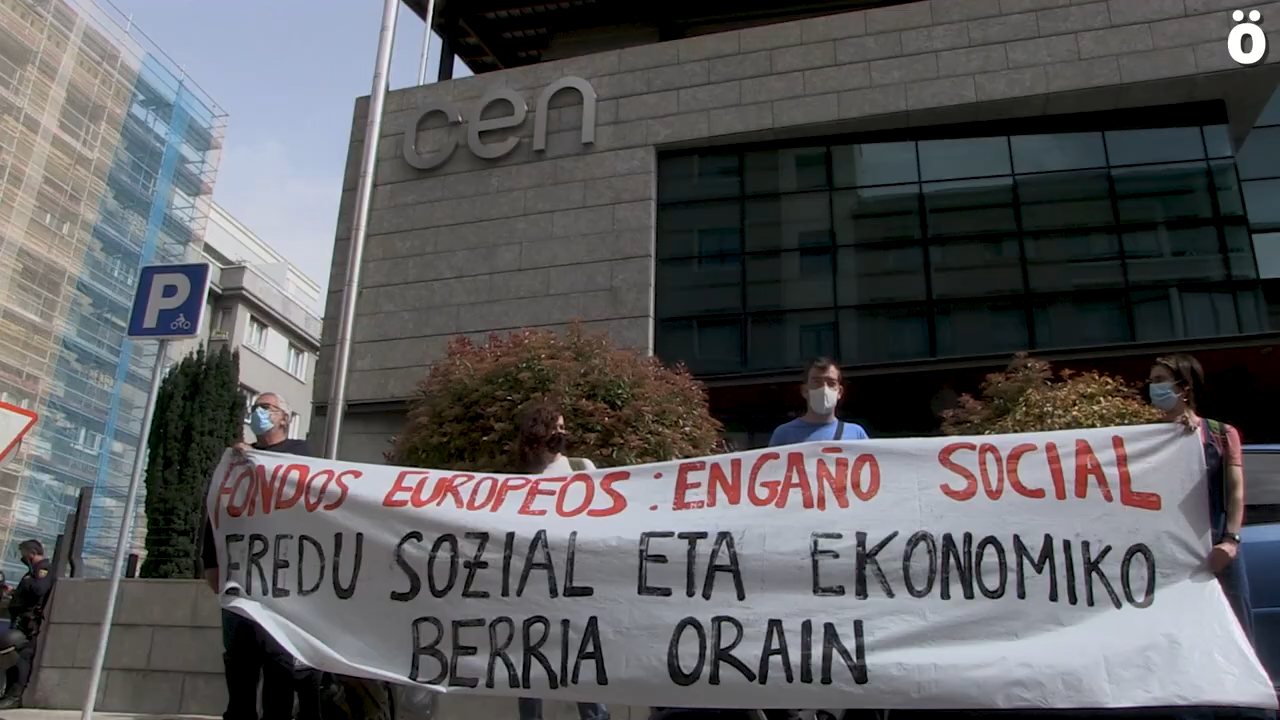 ö
cen
P
FONDOS EUROPEOS : ENGAÑO SOCIAL
EREDU SOZIAL ETA EKONOMIKO
BERRIA ORAIN